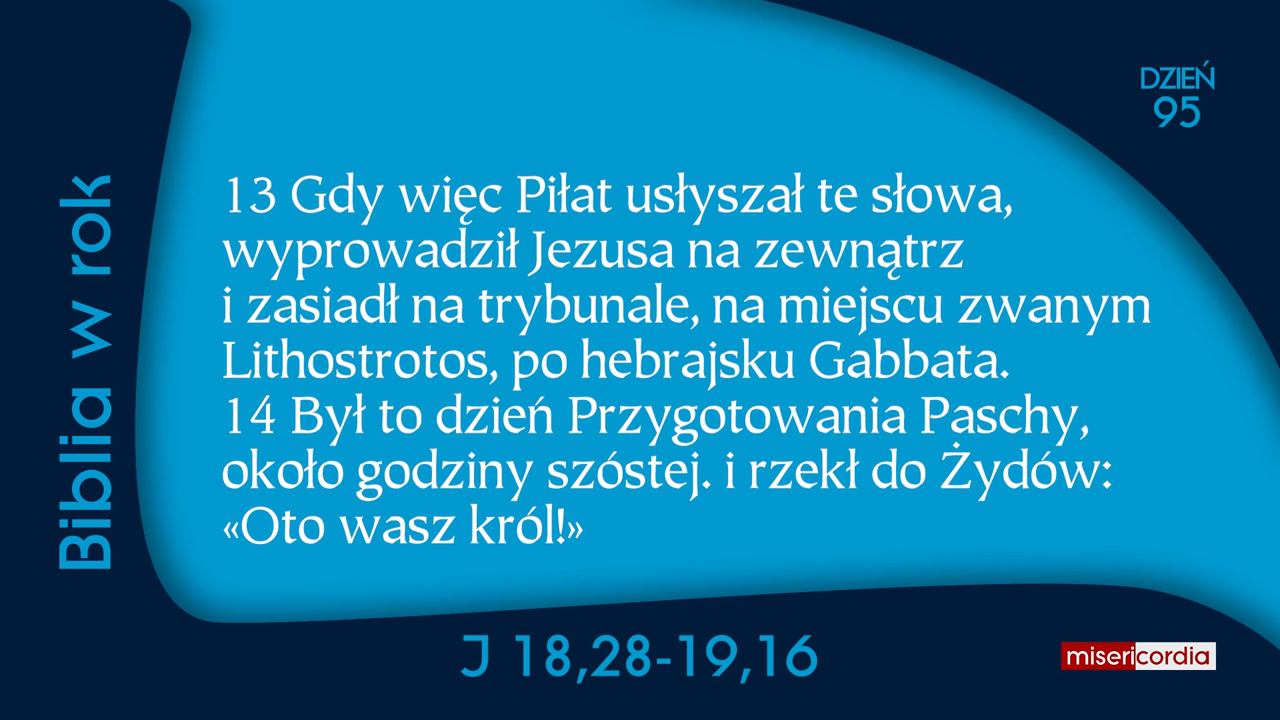 DZIEŃ
95
Biblia w rok
13 Gdy więc Piłat usłyszał te słowa,
wyprowadził Jezusa na zewnątrz
i zasiadł na trybunale, na miejscu zwanym
Lithostrotos, po hebrajsku Gabbata.
14 Był to dzień Przygotowania Paschy,
około godziny szóstej. i rzekł do Żydów:
«Oto wasz król!»
J 18,28-19,16
misericordia